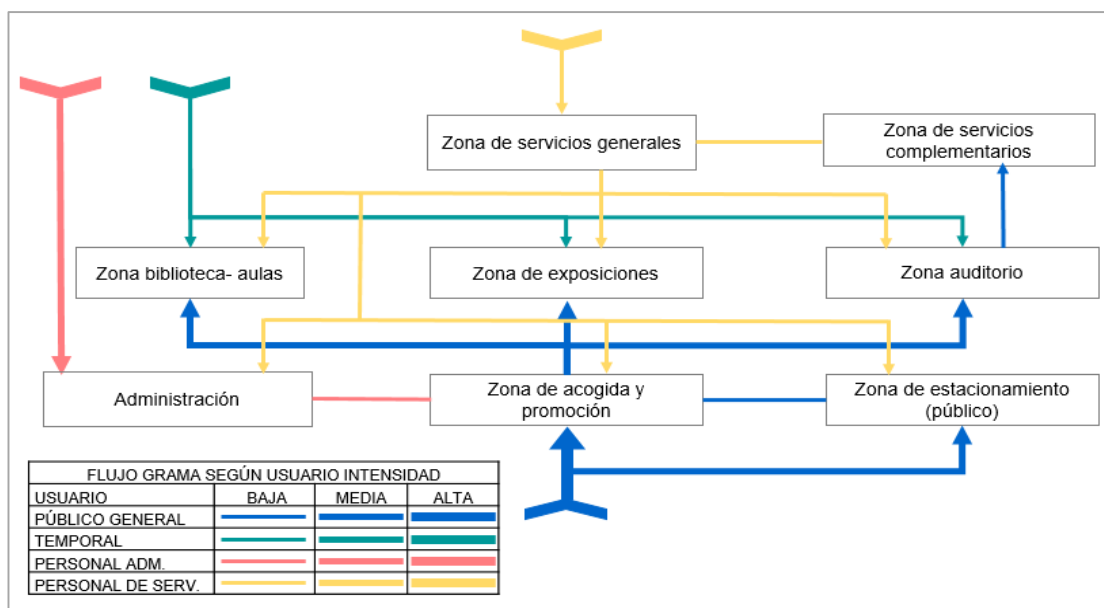 Zona de servicios generales
Zona de servicios
complementarios
Zona biblioteca- aulas
Zona de exposiciones
Zona auditorio
Administración
Zona de acogida y
promoción
Zona de estacionamiento
(público)
FLUJO GRAMA SEGÚN USUARIO INTENSIDAD
USUARIO BAJA MEDIA ALTA
PÚBLICO GENERAL
TEMPORAL
PERSONAL ADM.
PERSONAL DE SERV.